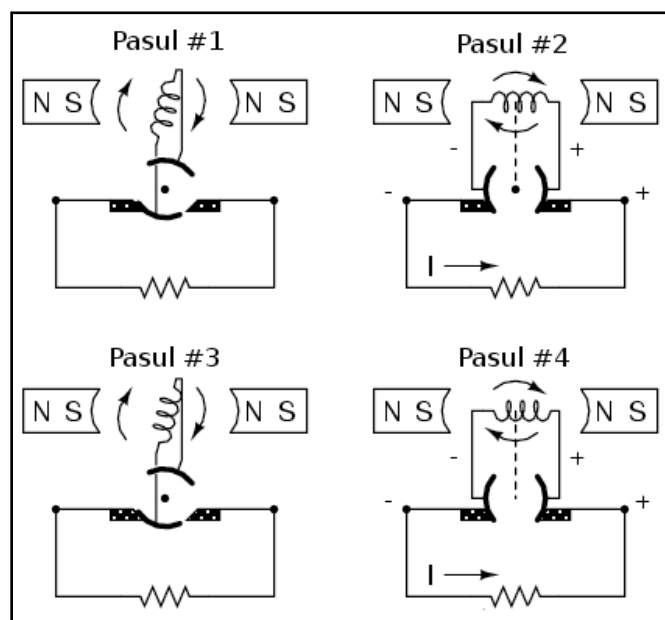 Pasul #1
N S N S
Pasul #2
N S N S
- +
- +
I
Pasul #3
N S N S
Pasul #4
N S N S
- +
- +
I